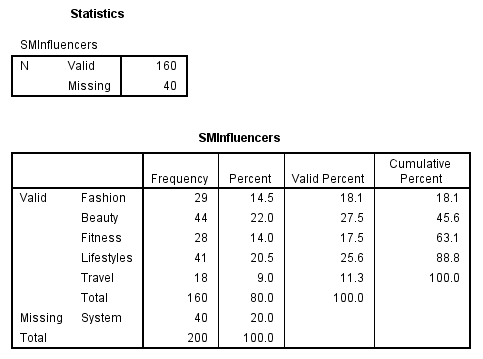 Statistics
SMInfluencers
N Valid 160
Missing 40
SMInfluencers
Frequency Percent Valid Percent Cumulative Percent
Valid Fashion 29 14.5 18.1 18.1
Beauty 44 22.0 27.5 45.6
Fitness 28 14.0 17.5 63.1
Lifestyles 41 20.5 25.6 88.8
Travel 18 9.0 11.3 100.0
Total 160 80.0 100.0
Missing System 40 20.0
Total 200 100.0